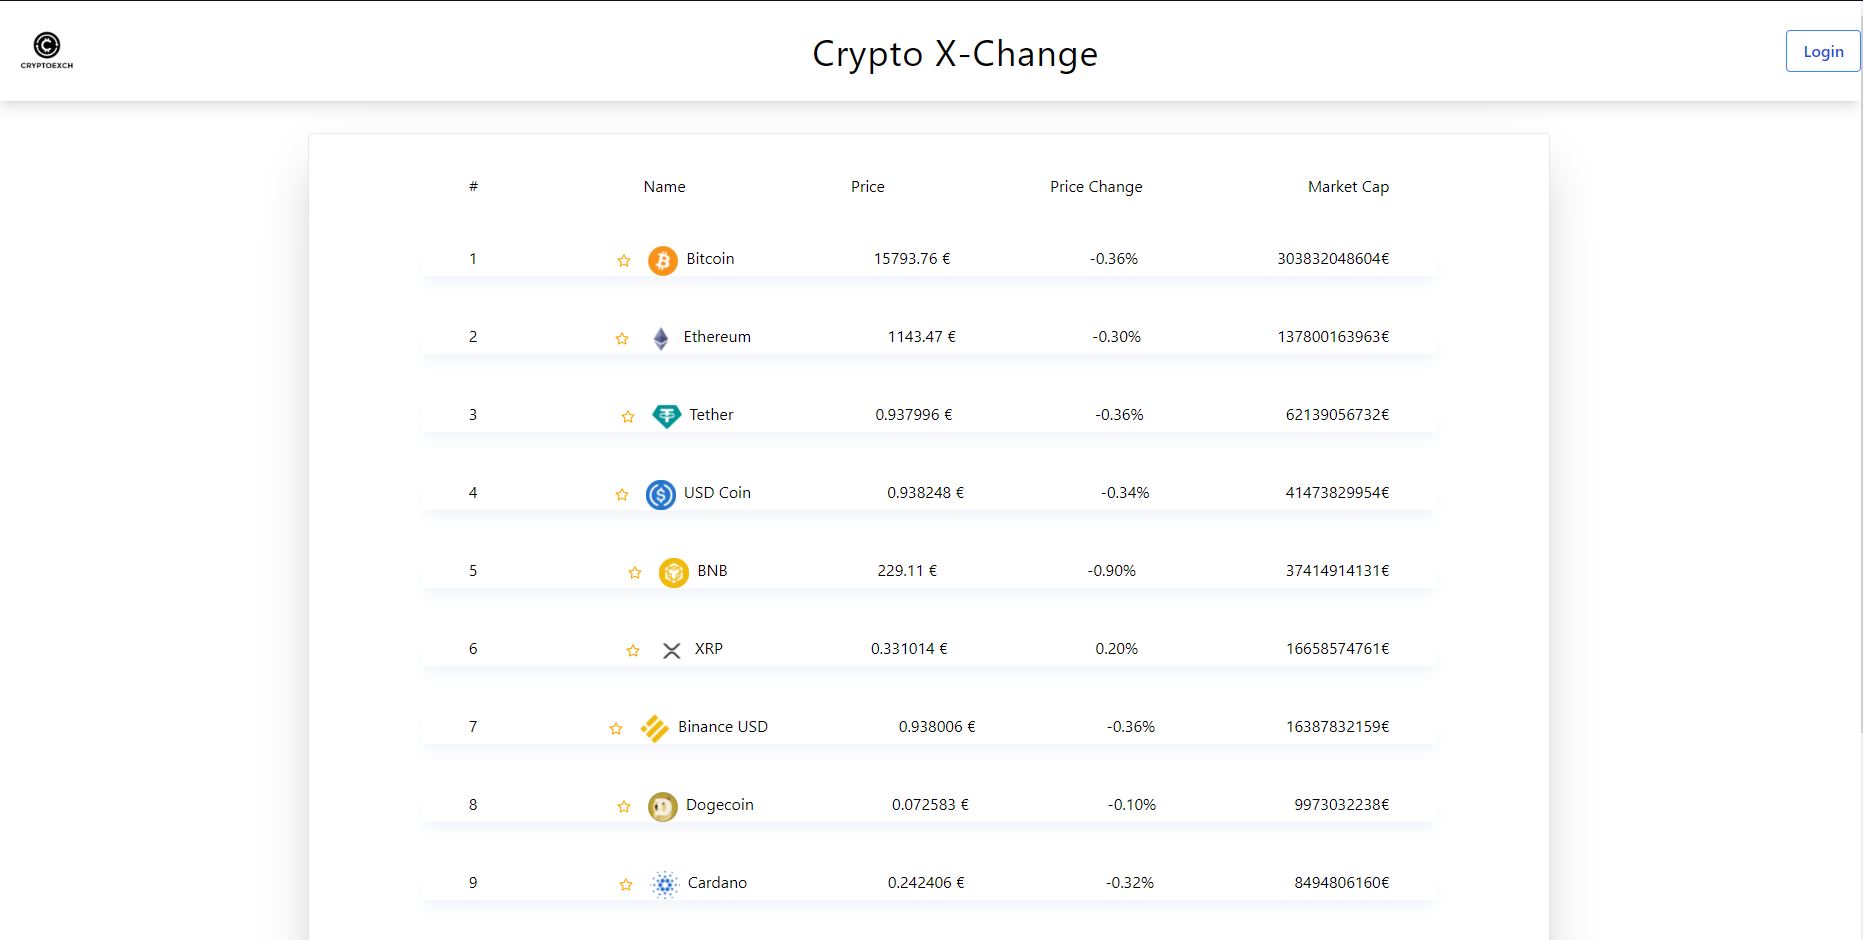 CRYPTOEXCH
Crypto X-Change
Login
# Name Price Price Change Market Cap
1 Bitcoin 15793.76 € -0.36% 303832048604€
2 Ethereum 1143.47 € -0.30% 137800163963€
3 Tether 0.937996 € -0.36% 62139056732€
4 USD Coin 0.938248 € -0.34% 41473829954€
5 BNB 229.11 € -0.90% 37414914131€
6 XRP 0.331014 € 0.20% 16658574761€
7 Binance USD 0.938006 € -0.36% 16387832159€
8 Dogecoin 0.072583 € -0.10% 9973032238€
9 Cardano 0.242406 € -0.32% 8494806160€